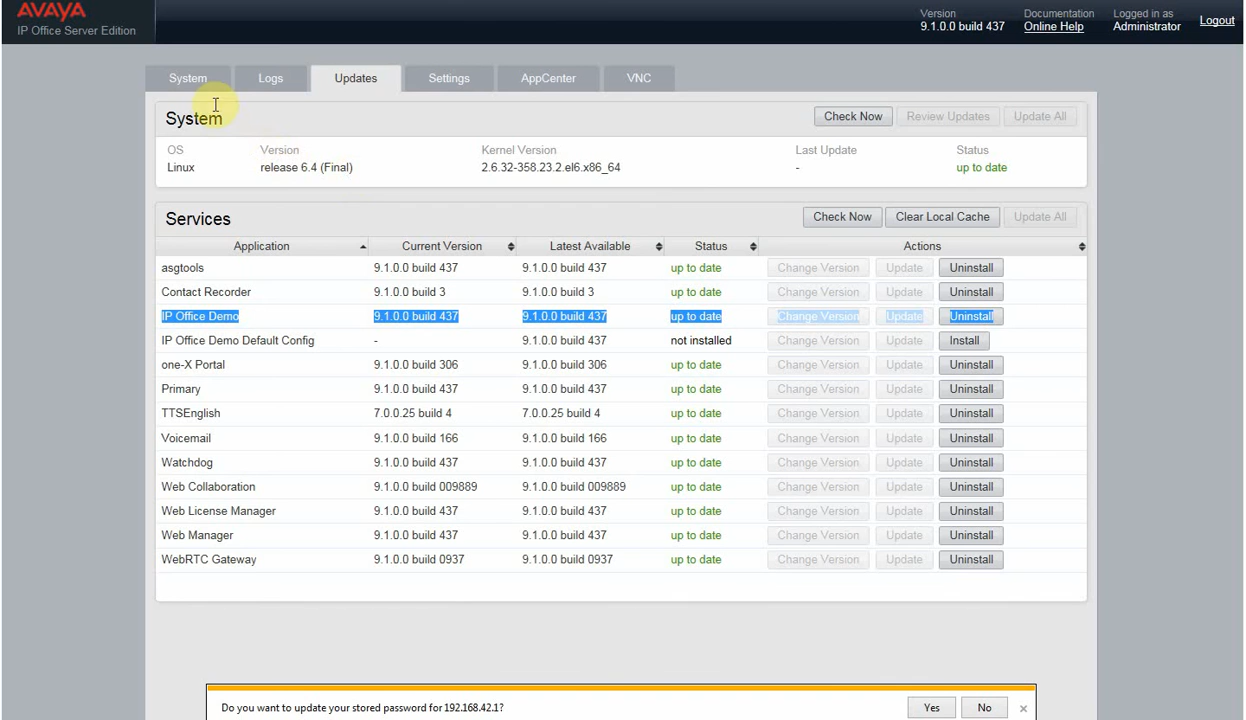 AVAYA
IP Office Server Edition
Version
9.1.0.0 build 437
Documentation
Online Help
Logged in as
Administrator
Logout
System Logs Updates Settings AppCenter VNC
System Check Now Review Updates Update All
OS Version Kernel Version Last Update Status
Linux release 6.4 (Final) 2.6.32-358.23.2.el6.x86_64 - up to date
Services Check Now Clear Local Cache Update All
Application Current Version Latest Available Status Actions
asgtools 9.1.0.0 build 437 9.1.0.0 build 437 up to date Change Version Update Uninstall
Contact Recorder 9.1.0.0 build 3 9.1.0.0 build 3 up to date Change Version Update Uninstall
IP Office Demo 9.1.0.0 build 437 9.1.0.0 build 437 up to date Change Version Update Uninstall
IP Office Demo Default Config - 9.1.0.0 build 437 not installed Change Version Update Install
one-X Portal 9.1.0.0 build 306 9.1.0.0 build 306 up to date Change Version Update Uninstall
Primary 9.1.0.0 build 437 9.1.0.0 build 437 up to date Change Version Update Uninstall
TTSEnglish 7.0.0.25 build 4 7.0.0.25 build 4 up to date Change Version Update Uninstall
Voicemail 9.1.0.0 build 166 9.1.0.0 build 166 up to date Change Version Update Uninstall
Watchdog 9.1.0.0 build 437 9.1.0.0 build 437 up to date Change Version Update Uninstall
Web Collaboration 9.1.0.0 build 009889 9.1.0.0 build 009889 up to date Change Version Update Uninstall
Web License Manager 9.1.0.0 build 437 9.1.0.0 build 437 up to date Change Version Update Uninstall
Web Manager 9.1.0.0 build 437 9.1.0.0 build 437 up to date Change Version Update Uninstall
WebRTC Gateway 9.1.0.0 build 0937 9.1.0.0 build 0937 up to date Change Version Update Uninstall
Do you want to update your stored password for 192.168.42.1? Yes No ×